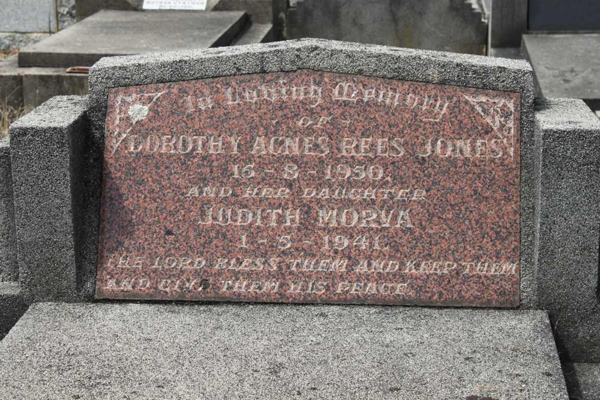 In Loving Memory
- OF -
DOROTHY AGNES REES JONES
16 - 8 - 1950.
AND HER DAUGHTER
JUDITH MORVA
1 - 5 - 1941.
THE LORD BLESS THEM AND KEEP THEM
AND GIVE THEM HIS PEACE.